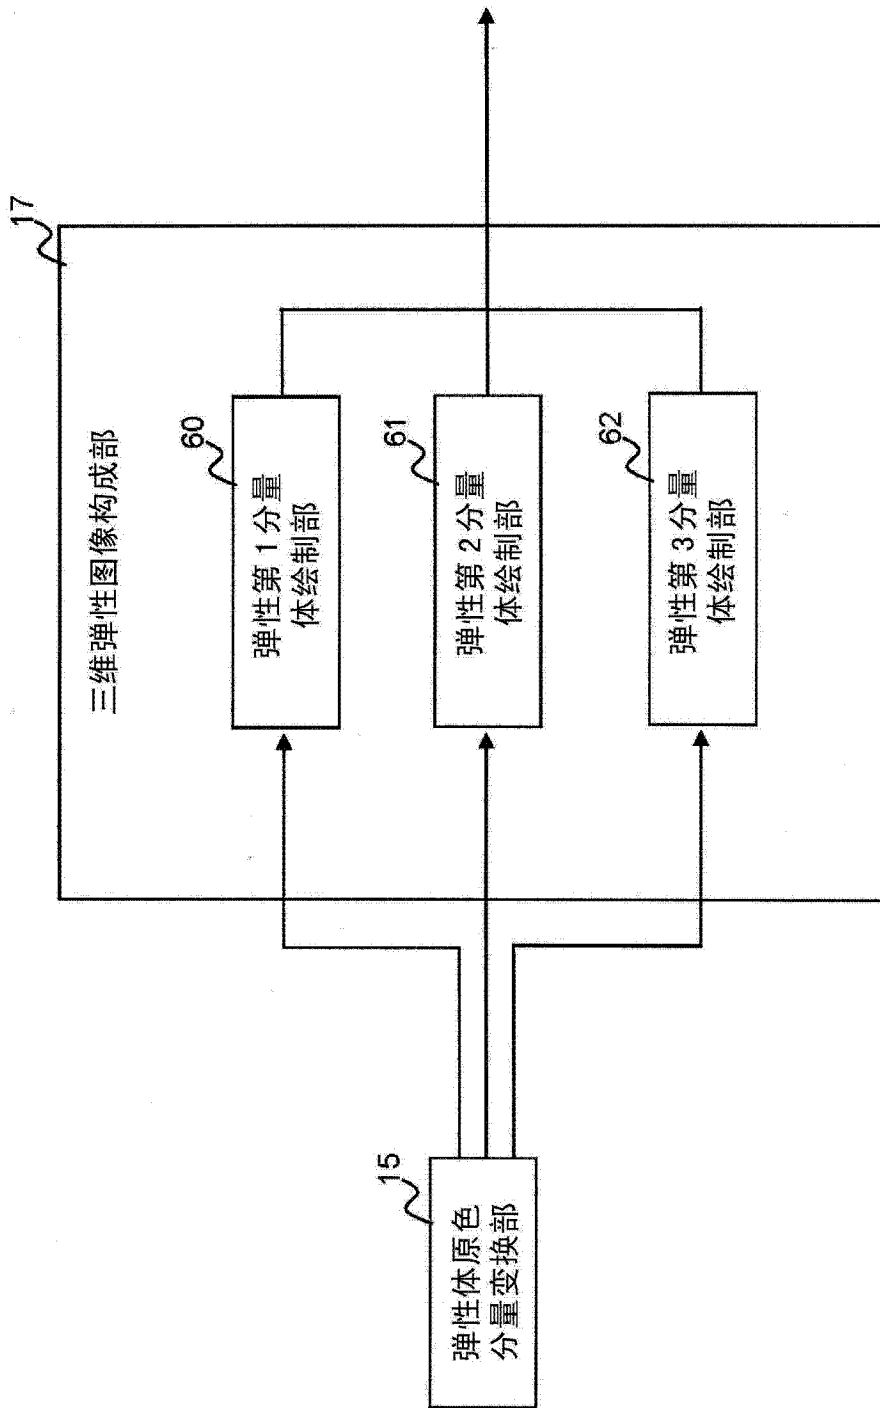 17
三维弹性图像构成部
60
弹性第1分量
体绘制部
61
弹性第2分量
体绘制部
62
弹性第3分量
体绘制部
15
弹性体原色
分量变换部